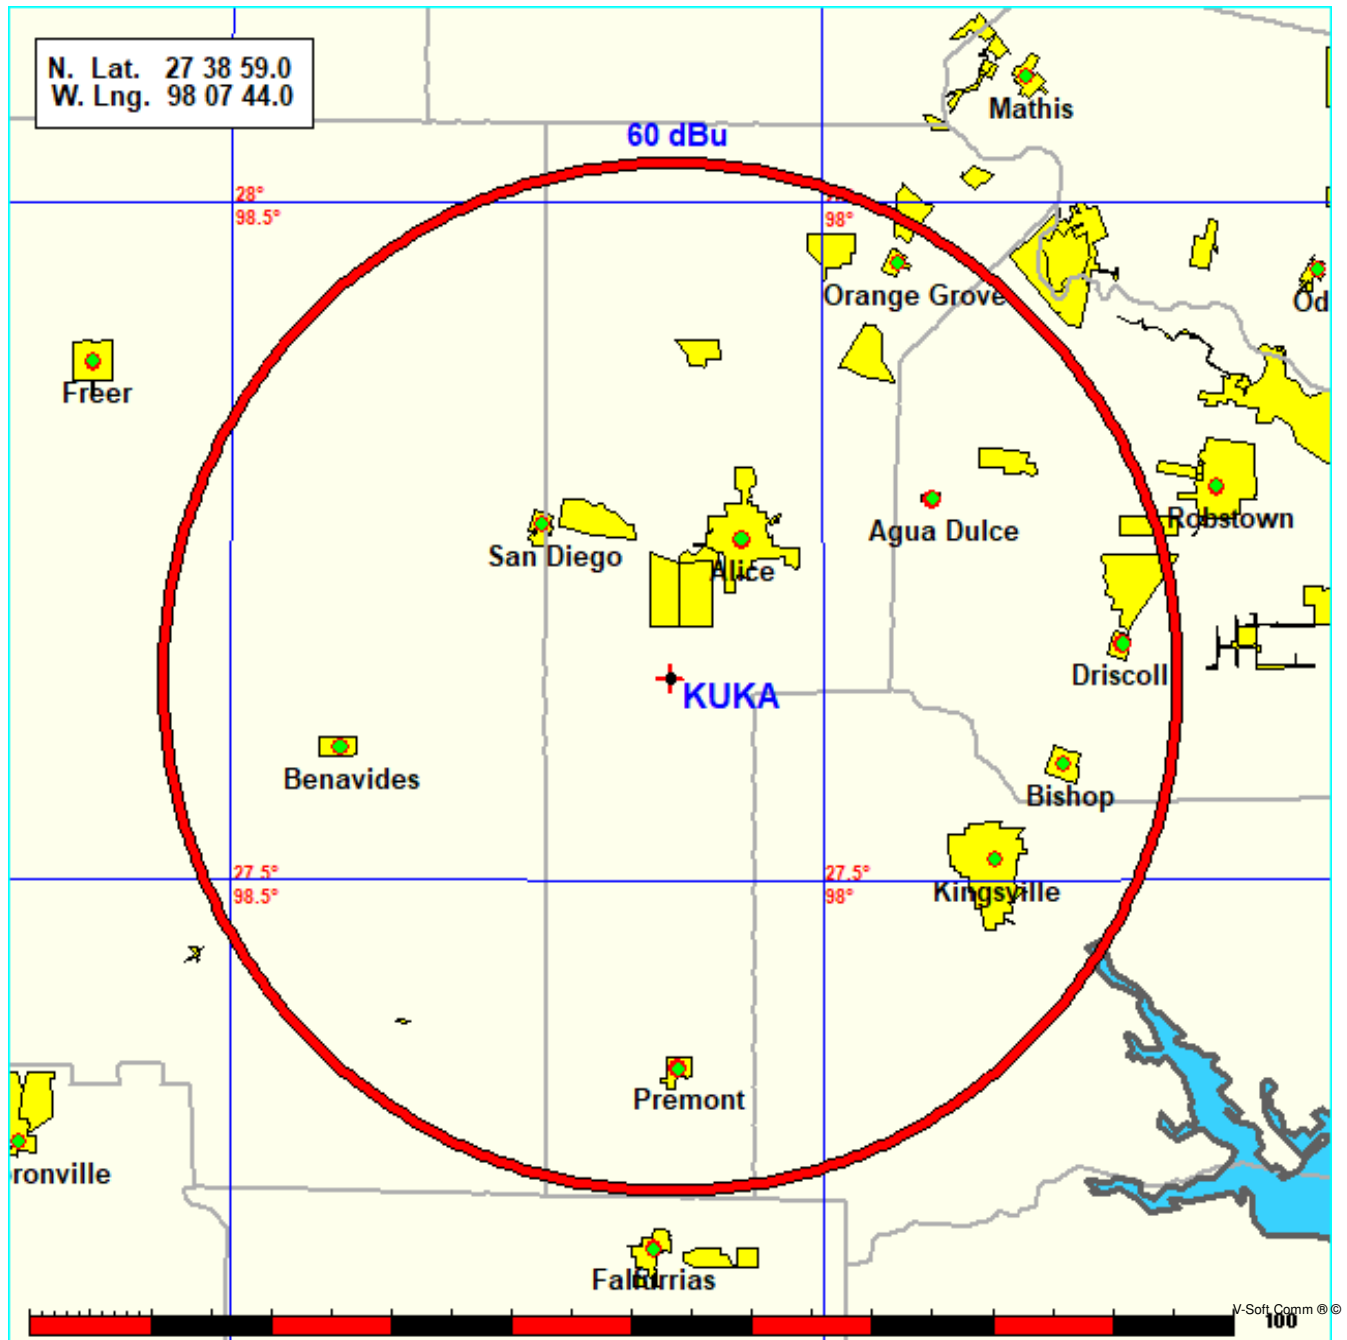 N. Lat. 27 38 59.0
W. Lng. 98 07 44.0
Mathis
60 dBu
28°
98.5°
98°
Orange Grove
Od
Freer
Robstown
Agua Dulce
San Diego
Alice
Driscoll
KUKA
Benavides
Bishop
27.5°
98.5°
27.5°
98°
Kingsville
Premont
ronville
Falfurrias
V-Soft Comm ® ©
100